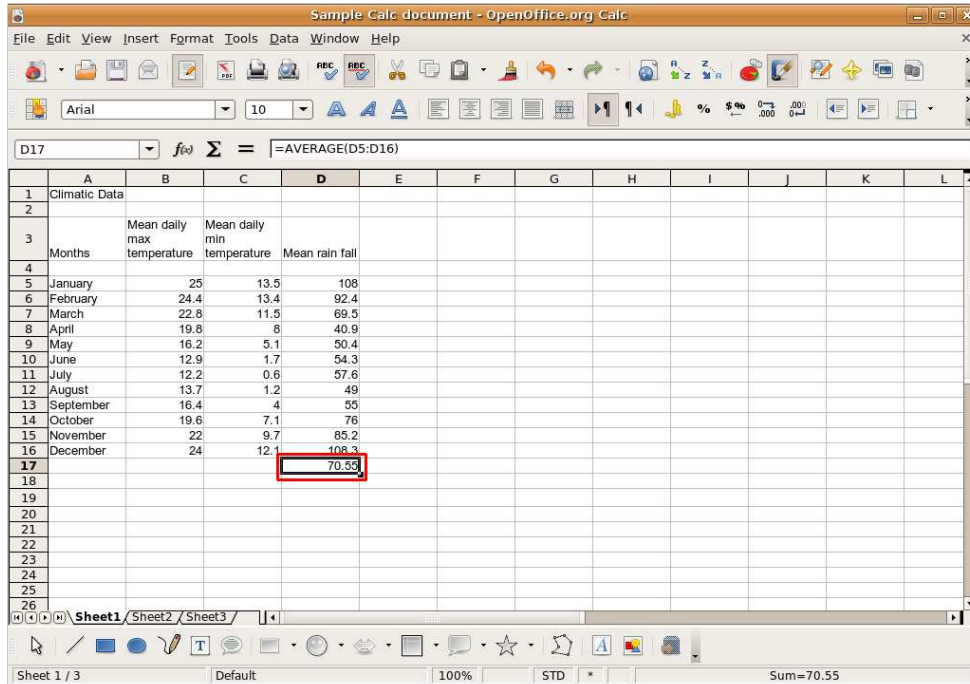 Sample Calc document - OpenOffice.org Calc
File Edit View Insert Format Tools Data Window Help
Arial 10
D17 f(x) Σ = =AVERAGE(D5:D16)
A B C D E F G H I J K L
1 Climatic Data
2
3 Months Mean daily max temperature Mean daily min temperature Mean rain fall
4
5 January 25 13.5 108
6 February 24.4 13.4 92.4
7 March 22.8 11.5 69.5
8 April 19.8 8 40.9
9 May 16.2 5.1 50.4
10 June 12.9 1.7 54.3
11 July 12.2 0.6 57.6
12 August 13.7 1.2 49
13 September 16.4 4 55
14 October 19.6 7.1 76
15 November 22 9.7 85.2
16 December 24 12.1 108.3
17 70.55
18
19
20
21
22
23
24
25
26
Sheet1 Sheet2 Sheet3
Sheet 1 / 3 Default 100% STD * Sum=70.55